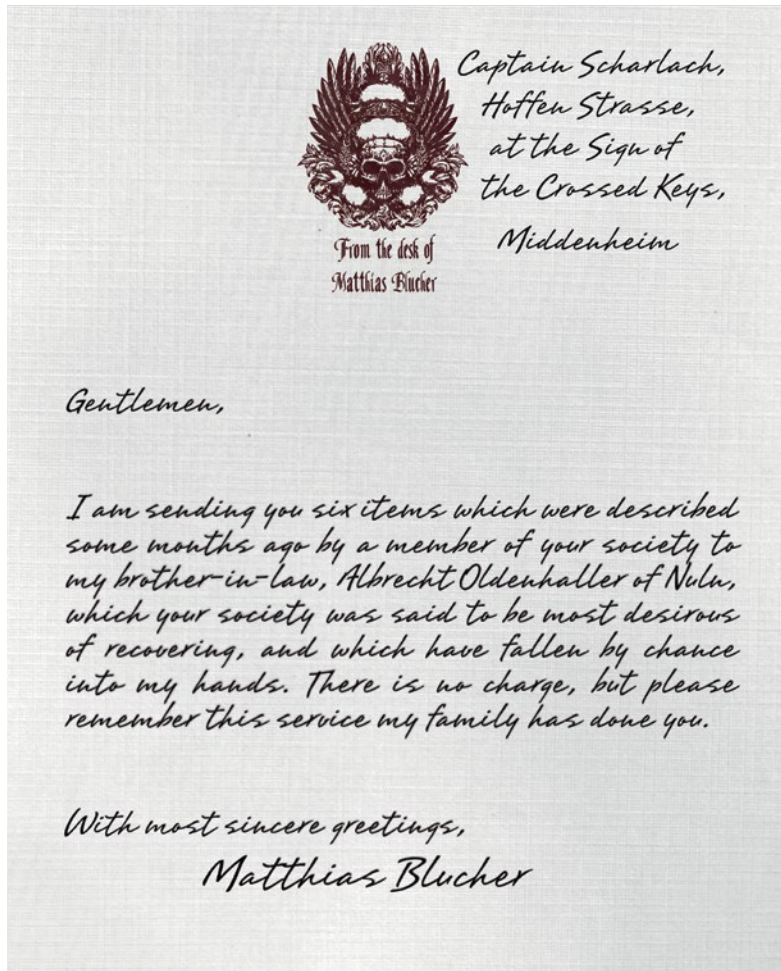 Captain Scharlach,
Hoffen Strasse,
at the Sign of
the Crossed Keys,
Middenheim
From the desk of
Matthias Blucher
Gentlemen,
I am sending you six items which were described
some months ago by a member of your society to
my brother-in-law, Albrecht Oldenhaller of Nuln,
which your society was said to be most desirous
of recovering, and which have fallen by chance
into my hands. There is no charge, but please
remember this service my family has done you.
With most sincere greetings,
Matthias Blucher